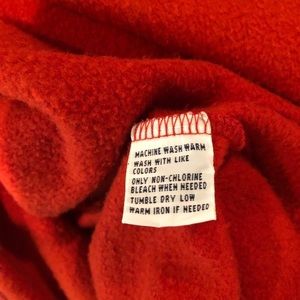 MACHINE WASH WARM
WASH WITH LIKE
COLORS
ONLY NON-CHLORINE
BLEACH WHEN NEEDED
TUMBLE DRY LOW
WARM IRON IF NEEDED